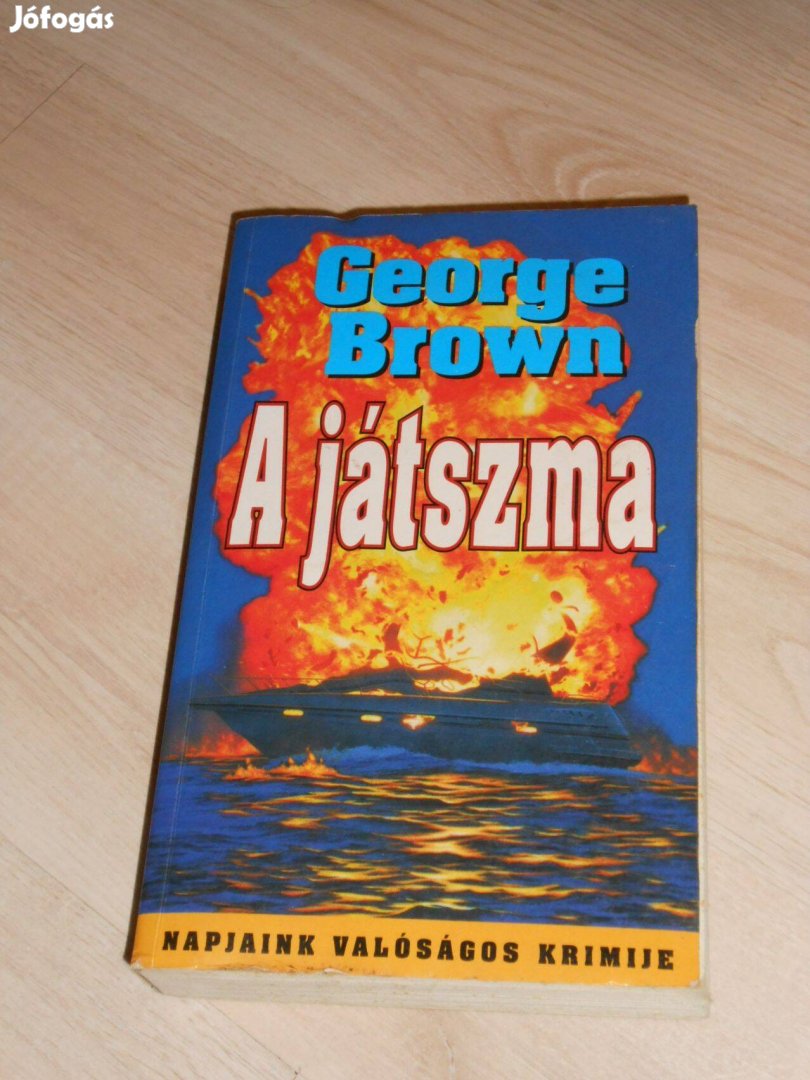 Jófogás
George
Brown
A játszma
NAPJAINK VALÓSÁGOS KRIMIJE